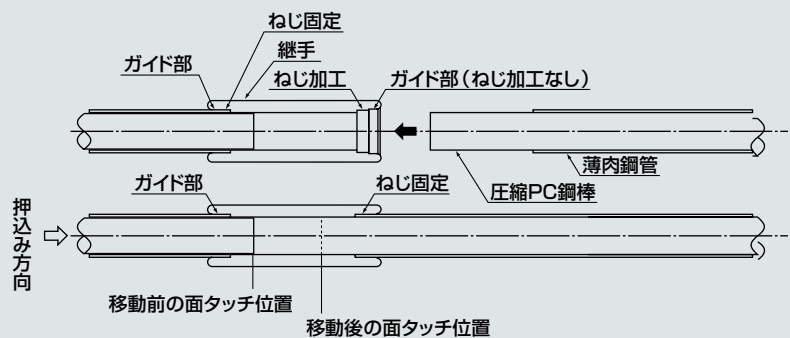 ねじ固定
継手
ガイド部
ねじ加工
ガイド部（ねじ加工なし）
薄肉鋼管
圧縮PC鋼棒
ガイド部
ねじ固定
押込み方向
移動前の面タッチ位置
移動後の面タッチ位置